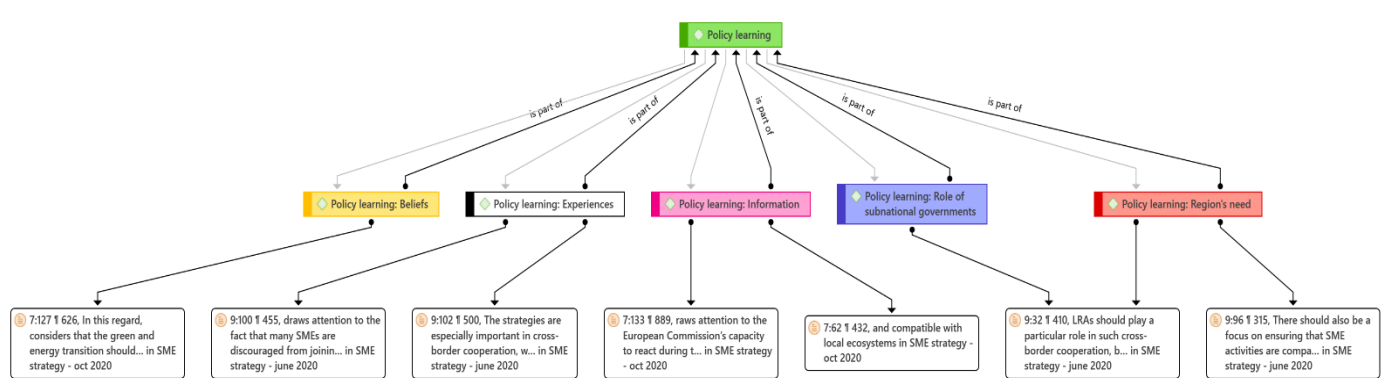 Policy learning
is part of
is part of
is part of
is part of
Policy learning: Beliefs
Policy learning: Experiences
Policy learning: Information
Policy learning: Role of
subnational governments
Policy learning: Region's need
7:127 ¶ 626, In this regard,
considers that the green and
energy transition should... in SME
strategy - oct 2020
9:100 ¶ 455, draws attention to the
fact that many SMEs are
discouraged from joinin... in SME
strategy - june 2020
9:102 ¶ 500, The strategies are
especially important in cross-
border cooperation, w... in SME
strategy - june 2020
7:133 ¶ 889, raws attention to the
European Commission's capacity
to react during t... in SME strategy
- oct 2020
7:62 ¶ 432, and compatible with
local ecosystems in SME strategy -
oct 2020
9:32 ¶ 410, LRAs should play a
particular role in such cross-
border cooperation, b... in SME
strategy - june 2020
9:96 ¶ 315, There should also be a
focus on ensuring that SME
activities are compa... in SME
strategy - june 2020